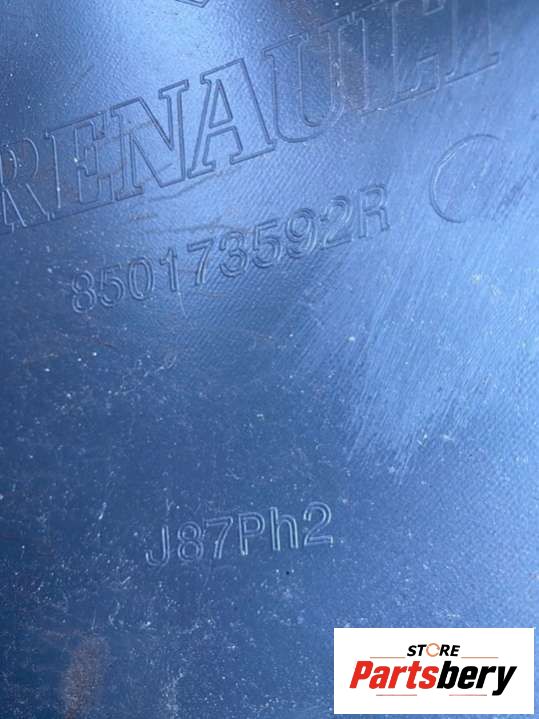 RENAULT
850173592R
J87Ph2
STORE
Partsbery